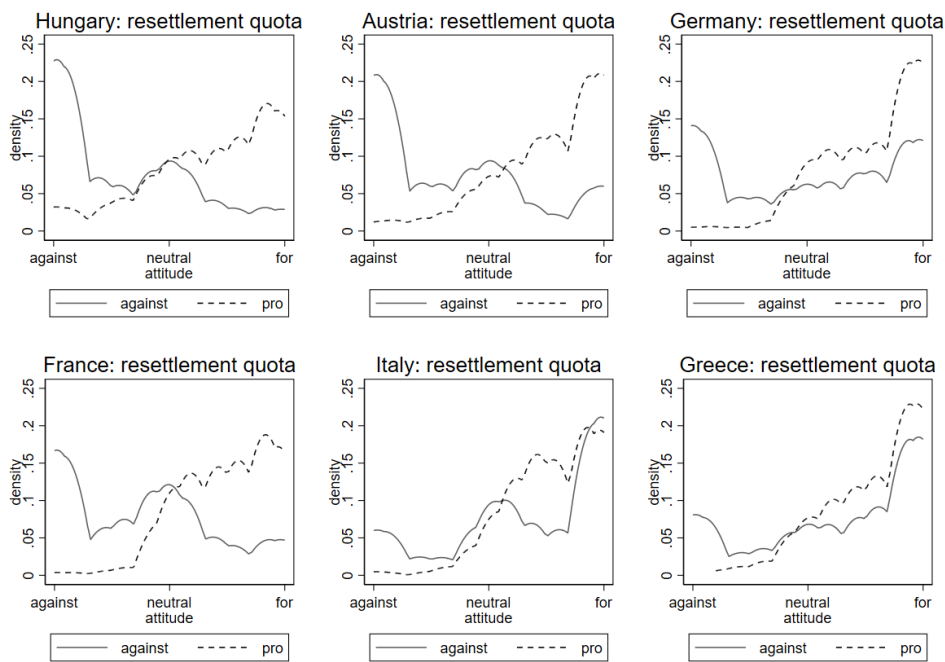 Hungary: resettlement quota
density
0 .05 .1 .15 .2 .25
against neutral for
attitude
against pro
Austria: resettlement quota
density
0 .05 .1 .15 .2 .25
against neutral for
attitude
against pro
Germany: resettlement quota
density
0 .05 .1 .15 .2 .25
against neutral for
attitude
against pro
France: resettlement quota
density
0 .05 .1 .15 .2 .25
against neutral for
attitude
against pro
Italy: resettlement quota
density
0 .05 .1 .15 .2 .25
against neutral for
attitude
against pro
Greece: resettlement quota
density
0 .05 .1 .15 .2 .25
against neutral for
attitude
against pro